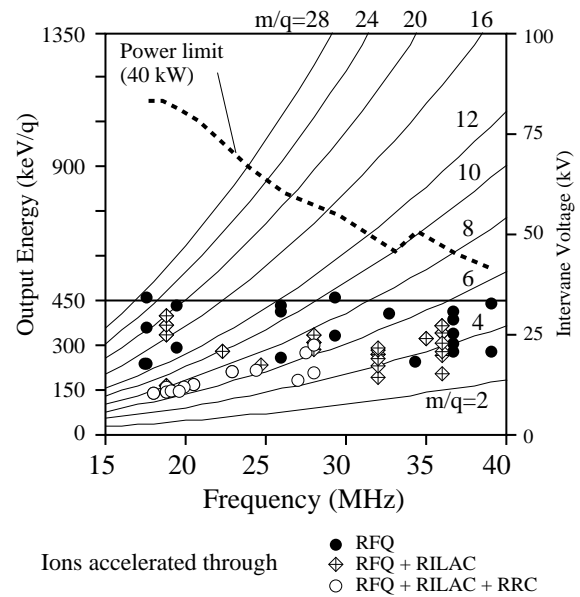 m/q=28 24 20 16
1350
100
Power limit
(40 kW)
12
75
900
10
8
50
6
450
4
25
300
150
m/q=2
0
0
15 20 25 30 35 40
Output Energy (keV/q)
Intervane Voltage (kV)
Frequency (MHz)
Ions accelerated through
RFQ
RFQ + RILAC
RFQ + RILAC + RRC